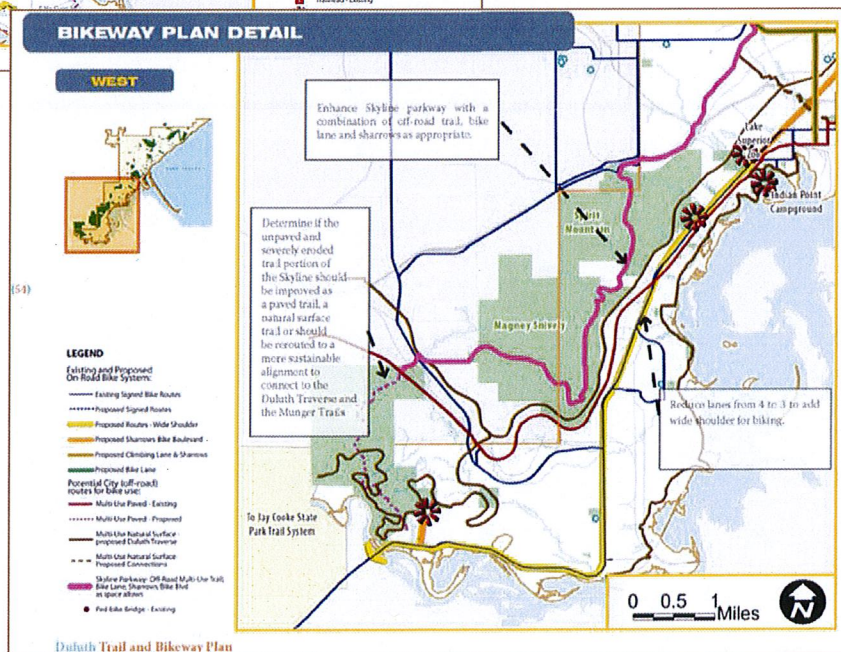 BIKEWAY PLAN DETAIL
WEST
(54)
Enhance Skyline parkway with a
combination of off-road trail, bike
lane and sharrows as appropriate.
Determine if the
unpaved and
severely eroded
trail portion of
the Skyline should
be improved as
a paved trail, a
natural surface
trail or should
be rerouted to a
more sustainable
alignment to
connect to the
Duluth Traverse and
the Munger Trails
Lake
Superior
Zoo
Indian Point
Campground
Spirit
Mountain
Magney Snively
Reduce lanes from 4 to 3 to add
wide shoulder for biking.
To Jay Cooke State
Park Trail System
LEGEND
Existing and Proposed
On-Road Bike System:
Existing Signed Bike Routes
Proposed Signed Routes
Proposed Routes - Wide Shoulder
Proposed Sharrows Bike Boulevard
Proposed Climbing Lane & Sharrows
Proposed Bike Lane
Potential City (off-road)
routes for bike use:
Multi-Use Paved - Existing
Multi-Use Paved - Proposed
Multi-Use Natural Surface -
proposed Duluth Traverse
Multi-Use Natural Surface
Proposed Connections
Skyline Parkway: Off-Road Multi-Use Trail,
Bike Lane, Sharrows, Bike Blvd
as space allows
Ped/bike Bridge - Existing
0 0.5 1
Miles
N
Duluth Trail and Bikeway Plan